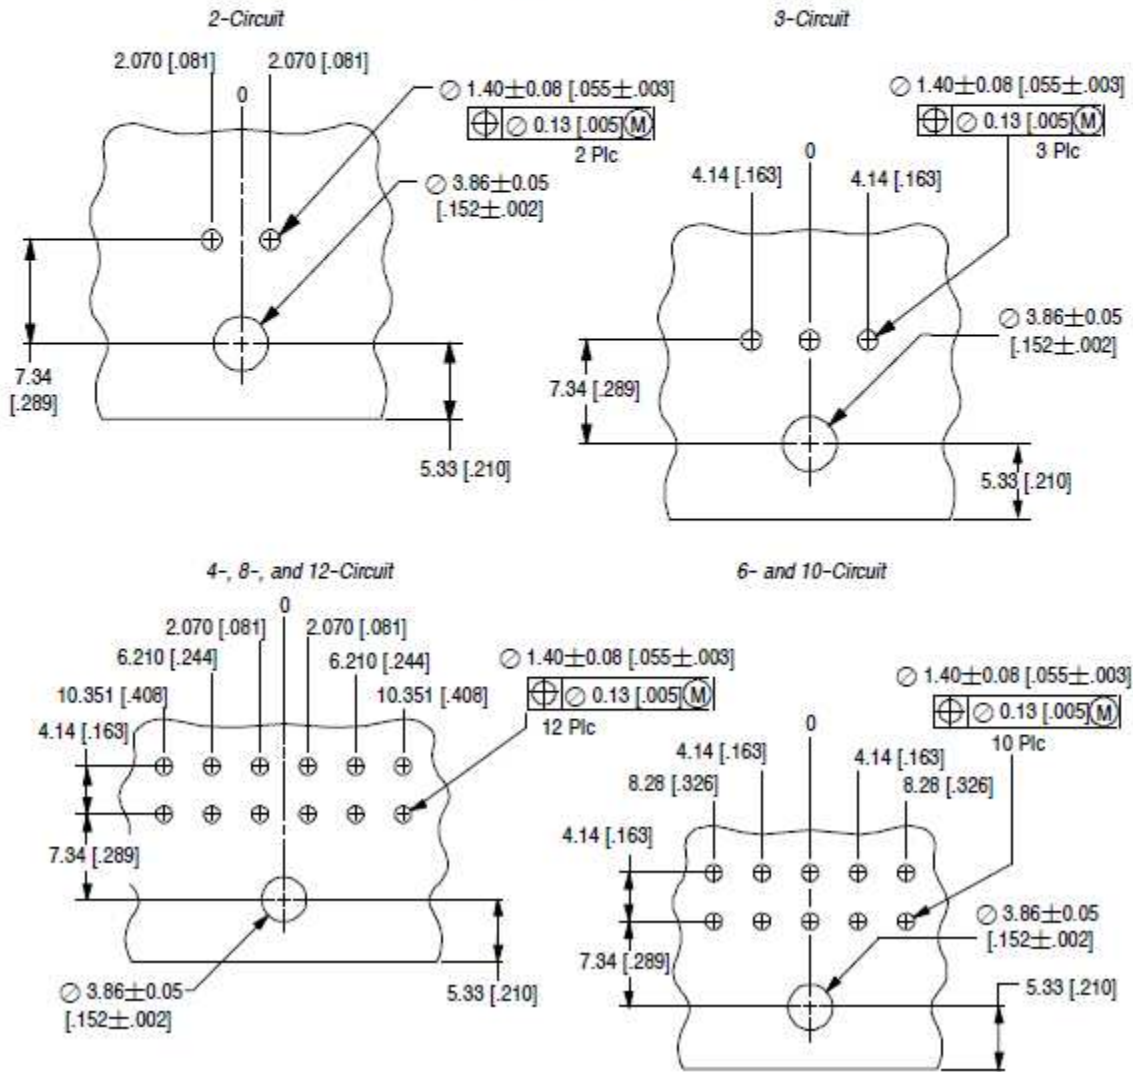 2-Circuit
2.070 [.081]
2.070 [.081]
0
∅ 1.40±0.08 [.055±.003]
⌖ ∅ 0.13 [.005] Ⓜ
2 Plc
∅ 3.86±0.05
[.152±.002]
7.34
[.289]
5.33 [.210]
3-Circuit
∅ 1.40±0.08 [.055±.003]
⌖ ∅ 0.13 [.005] Ⓜ
3 Plc
0
4.14 [.163]
4.14 [.163]
∅ 3.86±0.05
[.152±.002]
7.34 [.289]
5.33 [.210]
4-, 8-, and 12-Circuit
0
2.070 [.081]
2.070 [.081]
6.210 [.244]
6.210 [.244]
10.351 [.408]
10.351 [.408]
∅ 1.40±0.08 [.055±.003]
⌖ ∅ 0.13 [.005] Ⓜ
12 Plc
4.14 [.163]
7.34 [.289]
∅ 3.86±0.05
[.152±.002]
5.33 [.210]
6- and 10-Circuit
∅ 1.40±0.08 [.055±.003]
⌖ ∅ 0.13 [.005] Ⓜ
10 Plc
0
4.14 [.163]
4.14 [.163]
8.28 [.326]
8.28 [.326]
4.14 [.163]
7.34 [.289]
∅ 3.86±0.05
[.152±.002]
5.33 [.210]